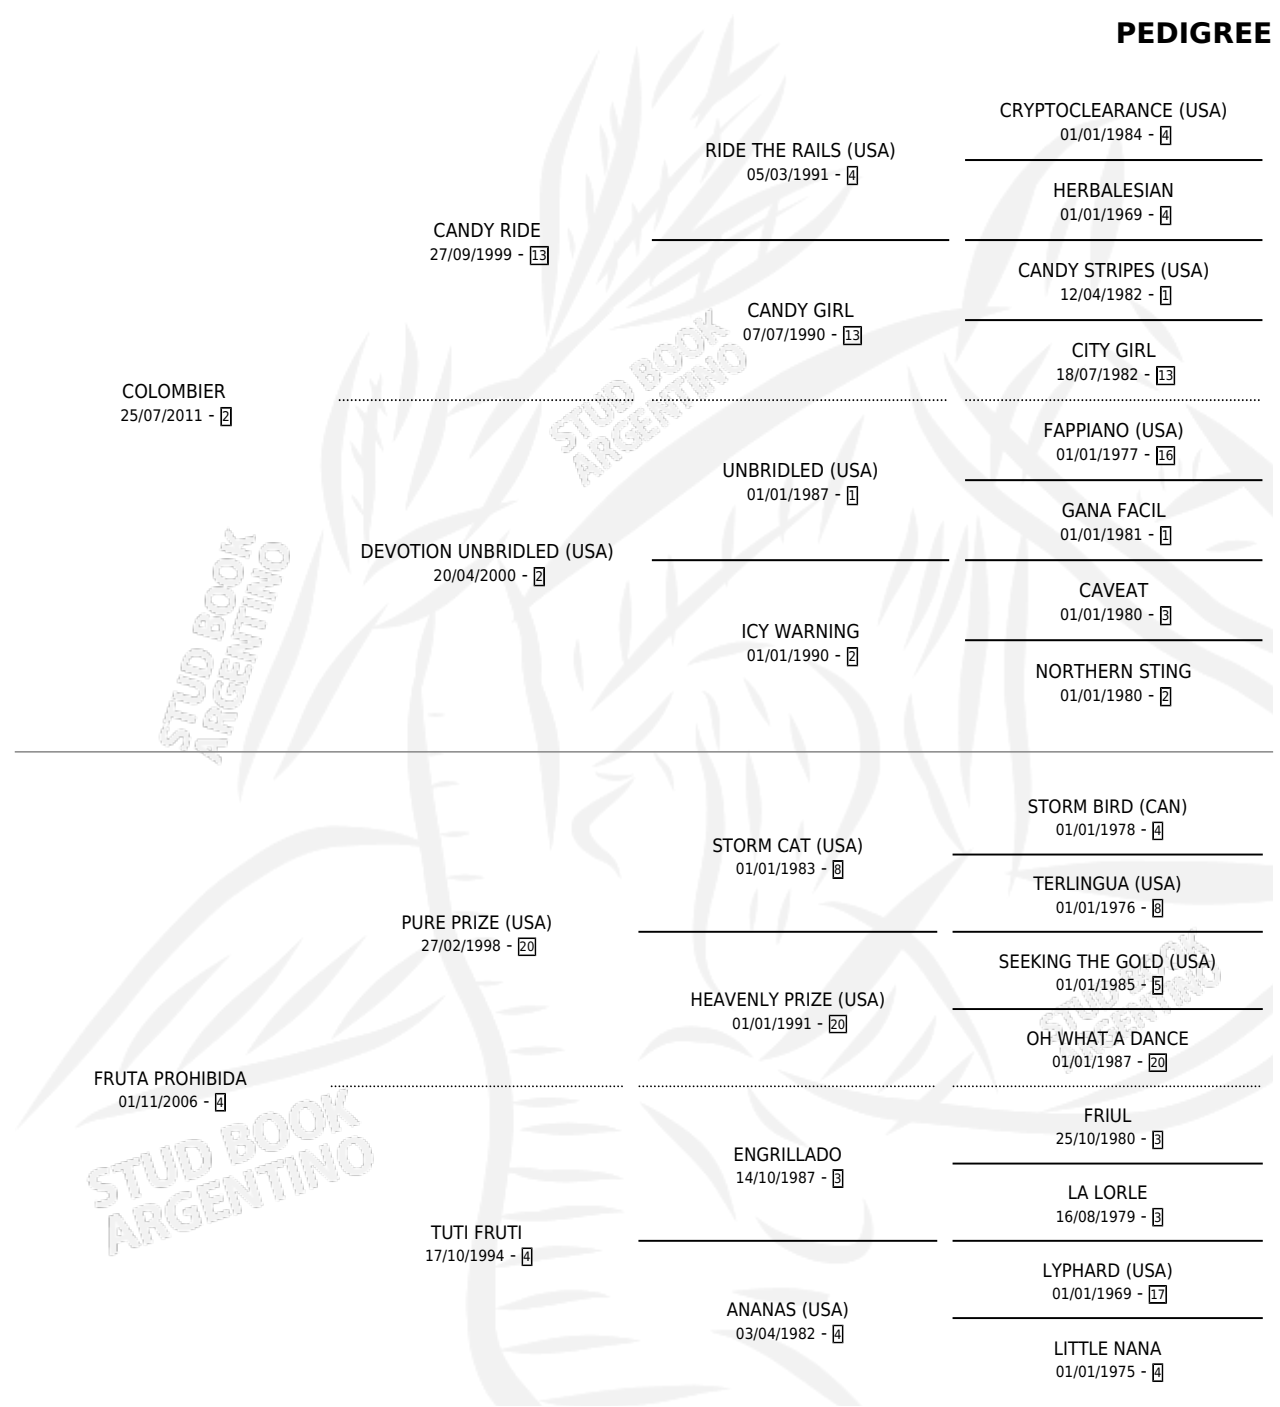 PEDIGREE
CRYPTOCLEARANCE (USA)
01/01/1984 - 4
RIDE THE RAILS (USA)
05/03/1991 - 4
HERBALESIAN
01/01/1969 - 4
CANDY RIDE
27/09/1999 - 13
CANDY STRIPES (USA)
12/04/1982 - 1
CANDY GIRL
07/07/1990 - 13
CITY GIRL
18/07/1982 - 13
COLOMBIER
25/07/2011 - 2
FAPPIANO (USA)
01/01/1977 - 16
UNBRIDLED (USA)
01/01/1987 - 1
GANA FACIL
01/01/1981 - 1
DEVOTION UNBRIDLED (USA)
20/04/2000 - 2
CAVEAT
01/01/1980 - 3
ICY WARNING
01/01/1990 - 2
NORTHERN STING
01/01/1980 - 2
STORM BIRD (CAN)
01/01/1978 - 4
STORM CAT (USA)
01/01/1983 - 8
TERLINGUA (USA)
01/01/1976 - 8
PURE PRIZE (USA)
27/02/1998 - 20
SEEKING THE GOLD (USA)
01/01/1985 - 5
HEAVENLY PRIZE (USA)
01/01/1991 - 20
OH WHAT A DANCE
01/01/1987 - 20
FRUTA PROHIBIDA
01/11/2006 - 4
FRIUL
25/10/1980 - 3
ENGRILLADO
14/10/1987 - 3
LA LORLE
16/08/1979 - 3
TUTI FRUTI
17/10/1994 - 4
LYPHARD (USA)
01/01/1969 - 17
ANANAS (USA)
03/04/1982 - 4
LITTLE NANA
01/01/1975 - 4
STUD BOOK
ARGENTINO
STUD BOOK
ARGENTINO
STUD BOOK
ARGENTINO
STUD BOOK
ARGENTINO